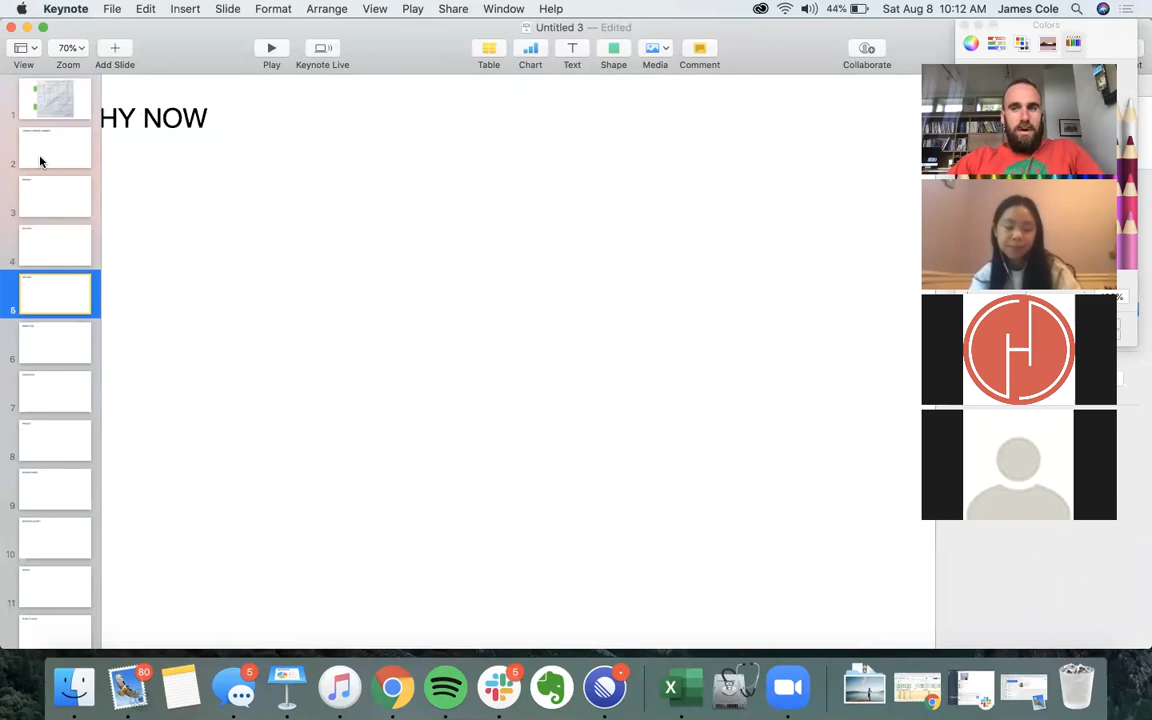 Keynote File Edit Insert Slide Format Arrange View Play Share Window Help 44% Sat Aug 8 10:12 AM James Cole
Untitled 3 — Edited
Colors
70%
View Zoom Add Slide Play Keynote Live Table Chart Text Shape Media Comment Collaborate
HY NOW
1
2
3
4
5
6
7
8
9
10
11
H
80
5
5
X